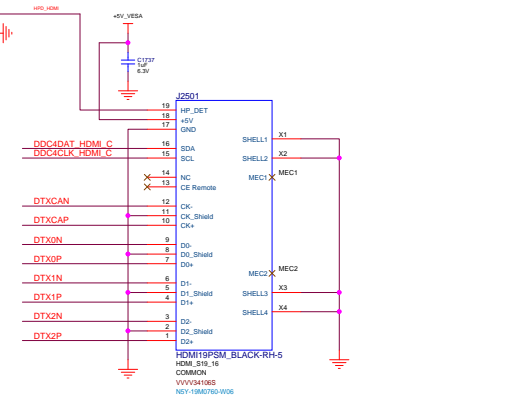 HPD_HDMI
+5V_VESA
C1737
1uF
6.3V
J2501
19 HP_DET
18 +5V
17 GND
SHELL1 X1
DDC4DAT_HDMI_C 16 SDA
DDC4CLK_HDMI_C 15 SCL
SHELL2 X2
14 NC
MEC1 MEC1
13 CE Remote
DTXCAN 12 CK-
11 CK_Shield
DTXCAP 10 CK+
DTX0N 9 D0-
8 D0_Shield
DTX0P 7 D0+
MEC2 MEC2
DTX1N 6 D1-
5 D1_Shield
SHELL3 X3
DTX1P 4 D1+
SHELL4 X4
DTX2N 3 D2-
2 D2_Shield
DTX2P 1 D2+
HDMI19PSM_BLACK-RH-5
HDMI_S19_16
COMMON
VVVV34106S
N5Y-19M0760-W06